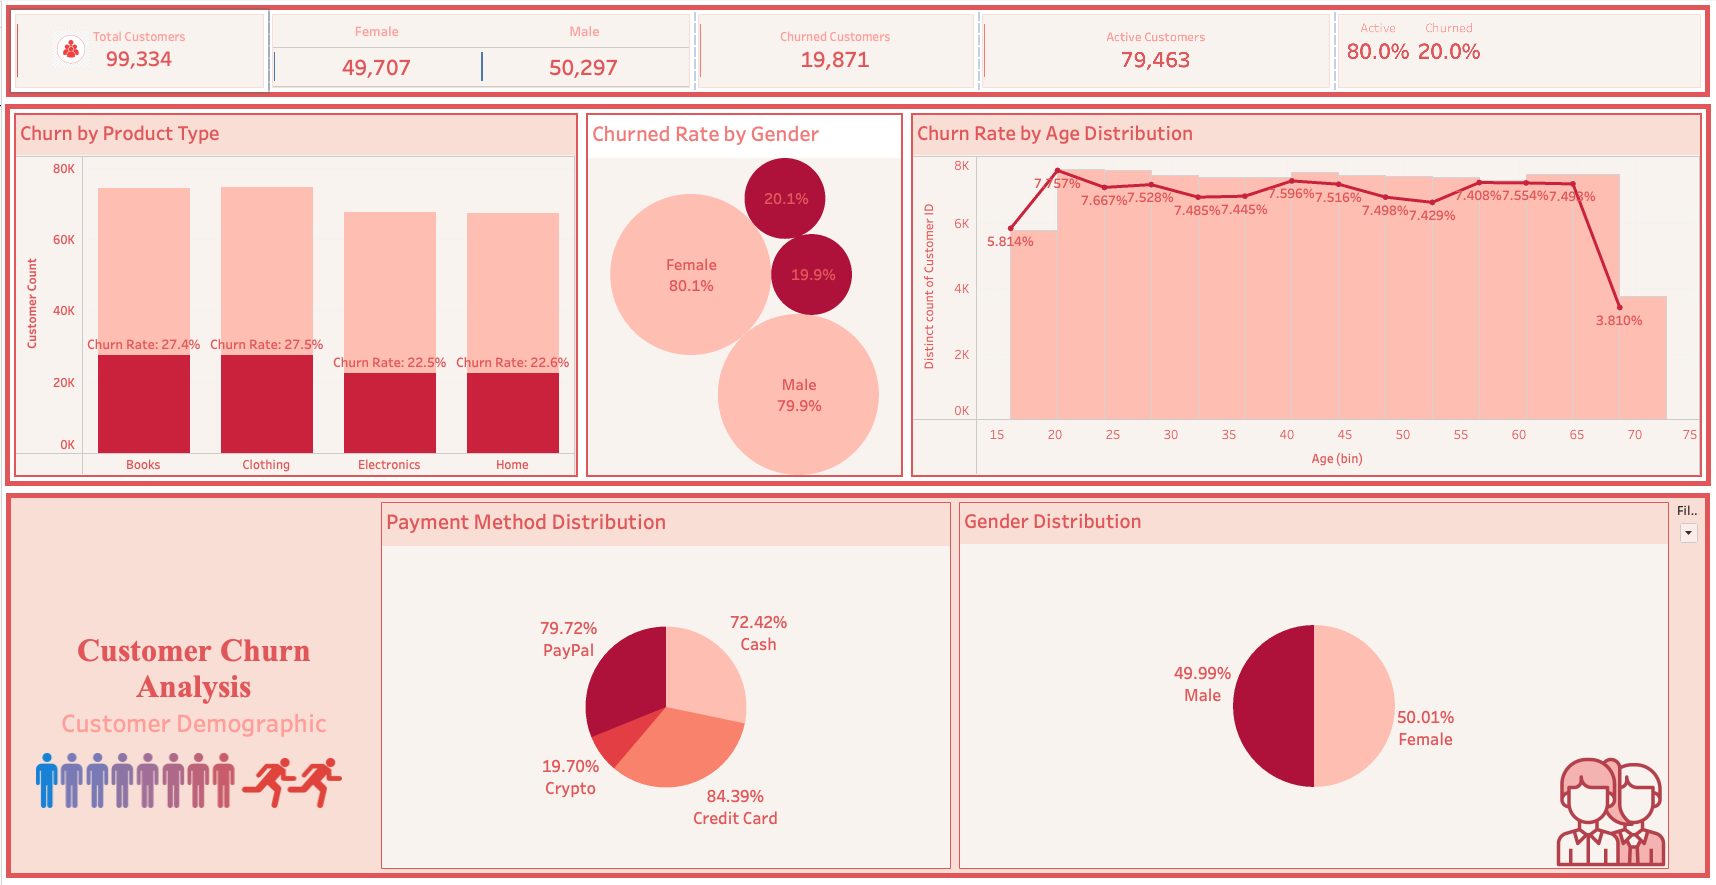 Total Customers
99,334
Female Male
49,707 50,297
Churned Customers
19,871
Active Customers
79,463
Active Churned
80.0% 20.0%
Churn by Product Type
80K
60K
40K
20K
0K
Customer Count
Churn Rate: 27.4% Churn Rate: 27.5%
Churn Rate: 22.5% Churn Rate: 22.6%
Books Clothing Electronics Home
Churned Rate by Gender
20.1%
19.9%
Female
80.1%
Male
79.9%
Churn Rate by Age Distribution
8K
6K
4K
2K
0K
Distinct count of Customer ID
5.814% 7.757% 7.667% 7.528% 7.485% 7.445% 7.596% 7.516% 7.498% 7.429% 7.408% 7.554% 7.493% 3.810%
15 20 25 30 35 40 45 50 55 60 65 70 75
Age (bin)
Customer Churn
Analysis
Customer Demographic
Payment Method Distribution
79.72%
PayPal
72.42%
Cash
19.70%
Crypto
84.39%
Credit Card
Gender Distribution
49.99%
Male
50.01%
Female
Fil..